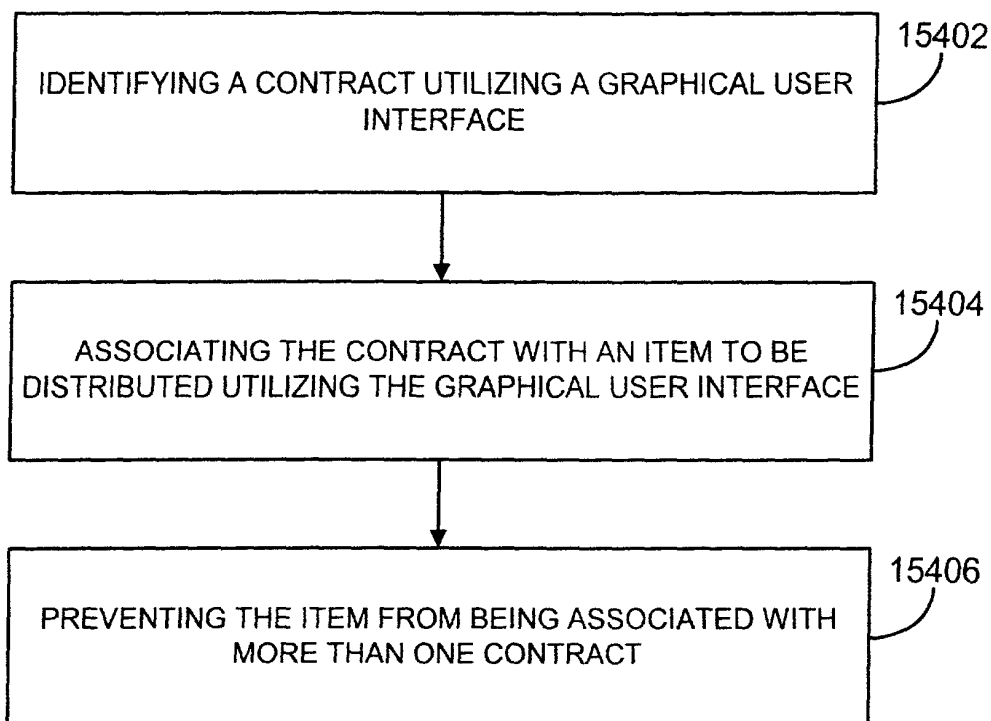 15402
IDENTIFYING A CONTRACT UTILIZING A GRAPHICAL USER
INTERFACE
15404
ASSOCIATING THE CONTRACT WITH AN ITEM TO BE
DISTRIBUTED UTILIZING THE GRAPHICAL USER INTERFACE
15406
PREVENTING THE ITEM FROM BEING ASSOCIATED WITH
MORE THAN ONE CONTRACT